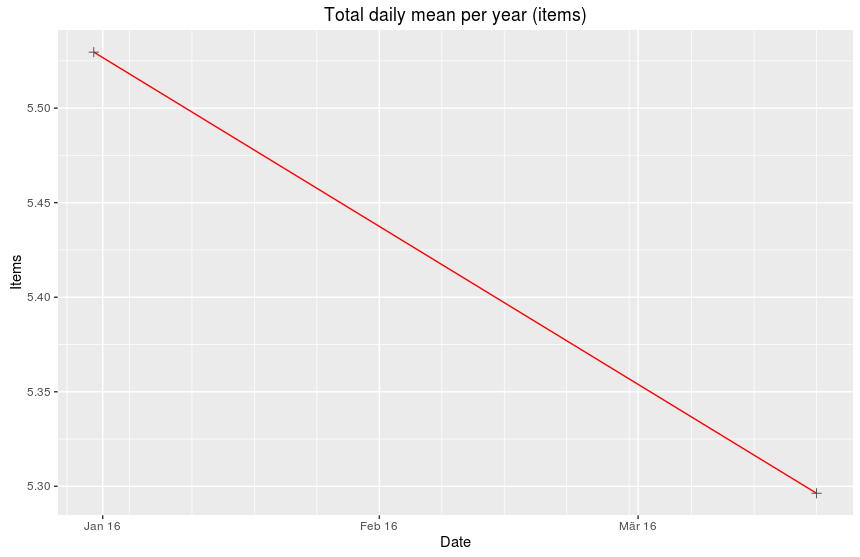 Total daily mean per year (items)
5.50
5.45
5.40
5.35
5.30
Items
Jan 16 Feb 16 Mär 16
Date